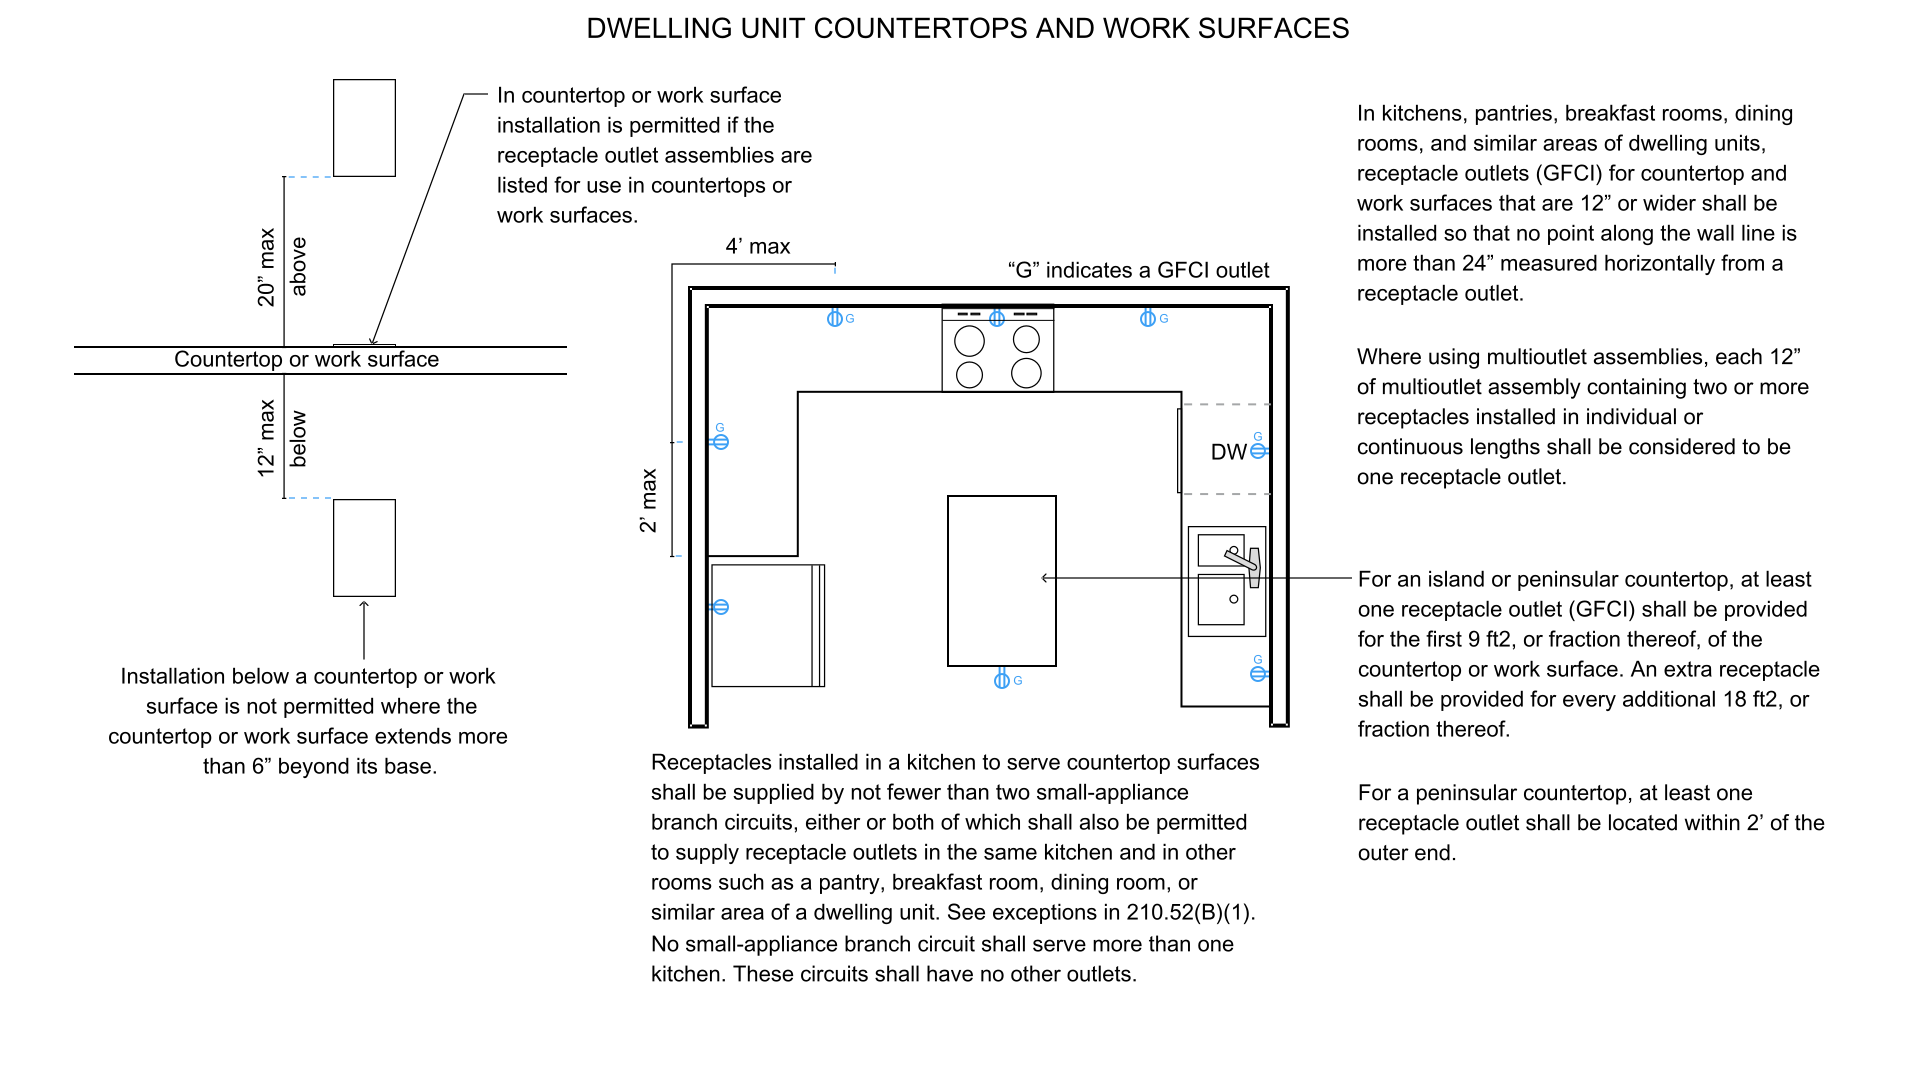 DWELLING UNIT COUNTERTOPS AND WORK SURFACES
In countertop or work surface
installation is permitted if the
receptacle outlet assemblies are
listed for use in countertops or
work surfaces.
20” max
above
Countertop or work surface
12” max
below
Installation below a countertop or work
surface is not permitted where the
countertop or work surface extends more
than 6” beyond its base.
4’ max
“G” indicates a GFCI outlet
G
G
G
2’ max
DW
G
G
G
Receptacles installed in a kitchen to serve countertop surfaces
shall be supplied by not fewer than two small-appliance
branch circuits, either or both of which shall also be permitted
to supply receptacle outlets in the same kitchen and in other
rooms such as a pantry, breakfast room, dining room, or
similar area of a dwelling unit. See exceptions in 210.52(B)(1).
No small-appliance branch circuit shall serve more than one
kitchen. These circuits shall have no other outlets.
In kitchens, pantries, breakfast rooms, dining
rooms, and similar areas of dwelling units,
receptacle outlets (GFCI) for countertop and
work surfaces that are 12” or wider shall be
installed so that no point along the wall line is
more than 24” measured horizontally from a
receptacle outlet.
Where using multioutlet assemblies, each 12”
of multioutlet assembly containing two or more
receptacles installed in individual or
continuous lengths shall be considered to be
one receptacle outlet.
For an island or peninsular countertop, at least
one receptacle outlet (GFCI) shall be provided
for the first 9 ft2, or fraction thereof, of the
countertop or work surface. An extra receptacle
shall be provided for every additional 18 ft2, or
fraction thereof.
For a peninsular countertop, at least one
receptacle outlet shall be located within 2’ of the
outer end.